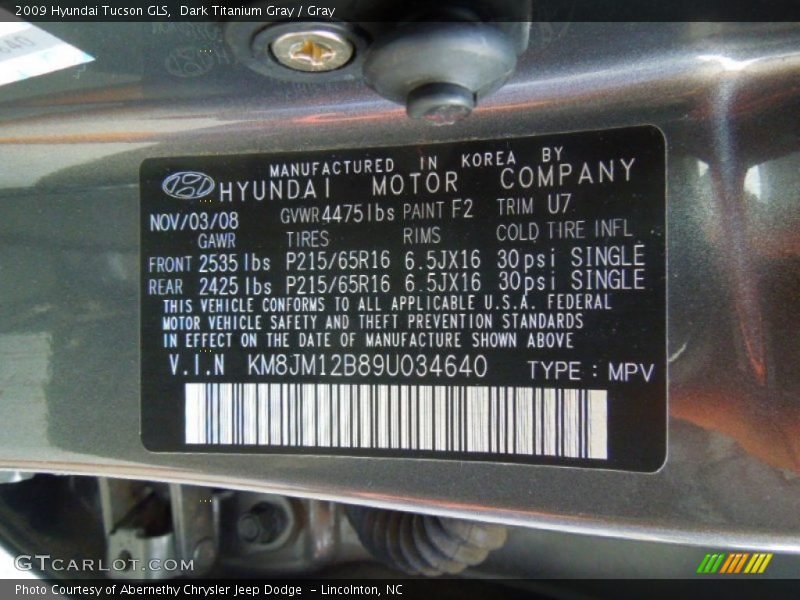 2009 Hyundai Tucson GLS,  Dark Titanium Gray / Gray
MANUFACTURED IN KOREA BY
HYUNDAI MOTOR COMPANY
NOV/03/08 GVWR 4475lbs PAINT F2 TRIM U7
GAWR TIRES RIMS COLD TIRE INFL
FRONT 2535 lbs P215/65R16 6.5JX16 30psi SINGLE
REAR 2425 lbs P215/65R16 6.5JX16 30psi SINGLE
THIS VEHICLE CONFORMS TO ALL APPLICABLE U.S.A. FEDERAL
MOTOR VEHICLE SAFETY AND THEFT PREVENTION STANDARDS
IN EFFECT ON THE DATE OF MANUFACTURE SHOWN ABOVE
V.I.N KM8JM12B89U034640 TYPE : MPV
GTCARLOT.COM
Photo Courtesy of Abernethy Chrysler Jeep Dodge  - Lincolnton, NC